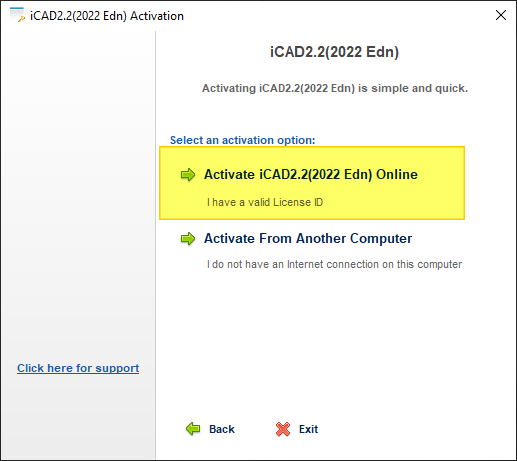 iCAD2.2(2022 Edn) Activation
iCAD2.2(2022 Edn)
Activating iCAD2.2(2022 Edn) is simple and quick.
Select an activation option:
Activate iCAD2.2(2022 Edn) Online
I have a valid License ID
Activate From Another Computer
I do not have an Internet connection on this computer
Click here for support
Back
Exit